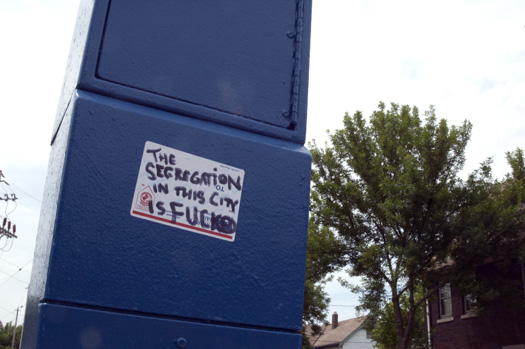 THE
SEGREGATION
IN THIS CITY
IS FUCKED